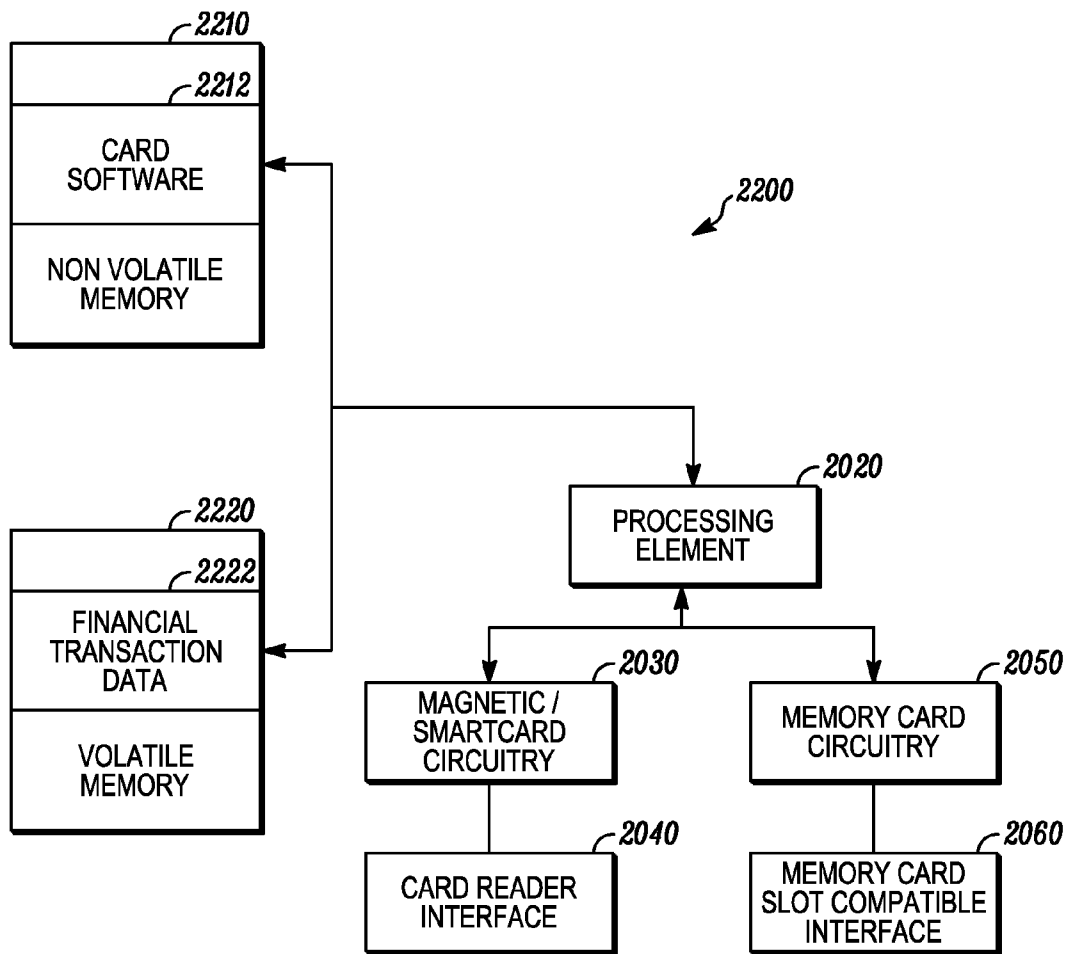 2210
2212
CARD
SOFTWARE
NON VOLATILE
MEMORY
2200
2020
PROCESSING
ELEMENT
2220
2222
FINANCIAL
TRANSACTION
DATA
VOLATILE
MEMORY
2030
MAGNETIC /
SMARTCARD
CIRCUITRY
2050
MEMORY CARD
CIRCUITRY
2040
CARD READER
INTERFACE
2060
MEMORY CARD
SLOT COMPATIBLE
INTERFACE